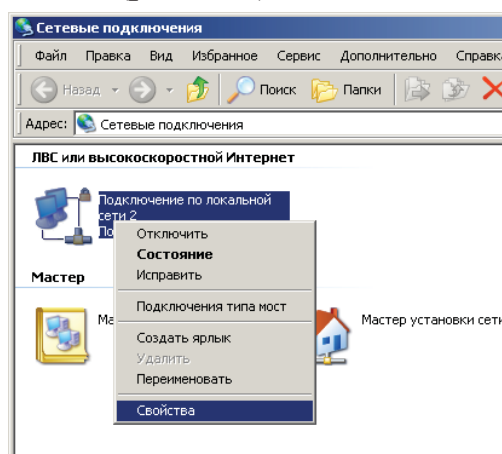 Сетевые подключения
Файл Правка Вид Избранное Сервис Дополнительно Справка
Назад Поиск Папки
Адрес: Сетевые подключения
ЛВС или высокоскоростной Интернет
Подключение по локальной
сети 2
Отключить
Состояние
Исправить
Подключения типа мост
Создать ярлык
Удалить
Переименовать
Свойства
Мастер
Мастер установки сети